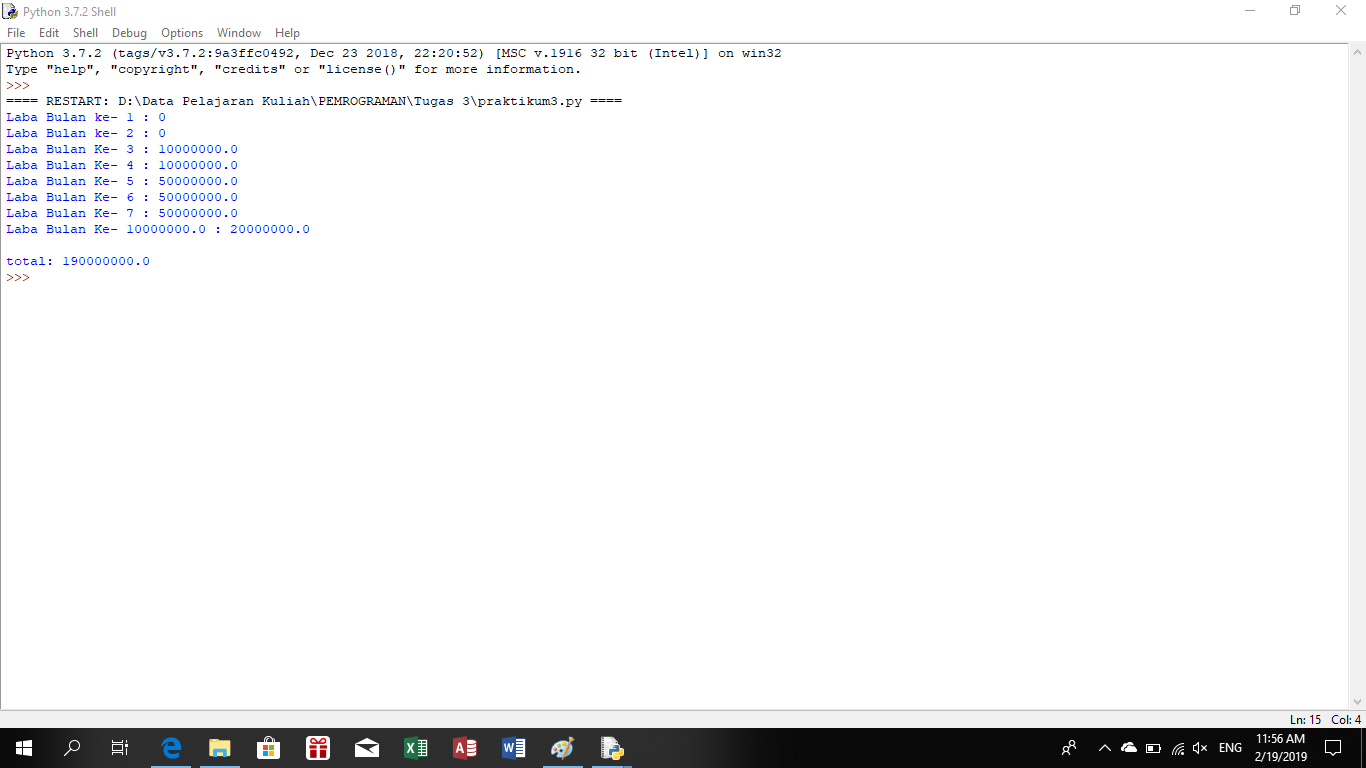 Python 3.7.2 Shell
File Edit Shell Debug Options Window Help
Python 3.7.2 (tags/v3.7.2:9a3ffc0492, Dec 23 2018, 22:20:52) [MSC v.1916 32 bit (Intel)] on win32
Type "help", "copyright", "credits" or "license()" for more information.
>>>
==== RESTART: D:\Data Pelajaran Kuliah\PEMROGRAMAN\Tugas 3\praktikum3.py ====
Laba Bulan ke- 1 : 0
Laba Bulan ke- 2 : 0
Laba Bulan Ke- 3 : 10000000.0
Laba Bulan Ke- 4 : 10000000.0
Laba Bulan Ke- 5 : 50000000.0
Laba Bulan Ke- 6 : 50000000.0
Laba Bulan Ke- 7 : 50000000.0
Laba Bulan Ke- 10000000.0 : 20000000.0
total: 190000000.0
>>>
Ln: 15 Col: 4
ENG
11:56 AM
2/19/2019